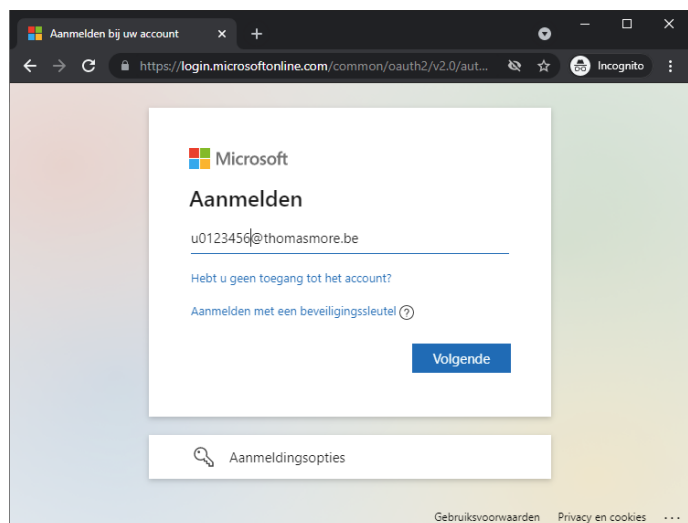 Aanmelden bij uw account
https://login.microsoftonline.com/common/oauth2/v2.0/aut...
Incognito
Microsoft
Aanmelden
u0123456@thomasmore.be
Hebt u geen toegang tot het account?
Aanmelden met een beveiligingssleutel ?
Volgende
Aanmeldingsopties
Gebruiksvoorwaarden Privacy en cookies ...